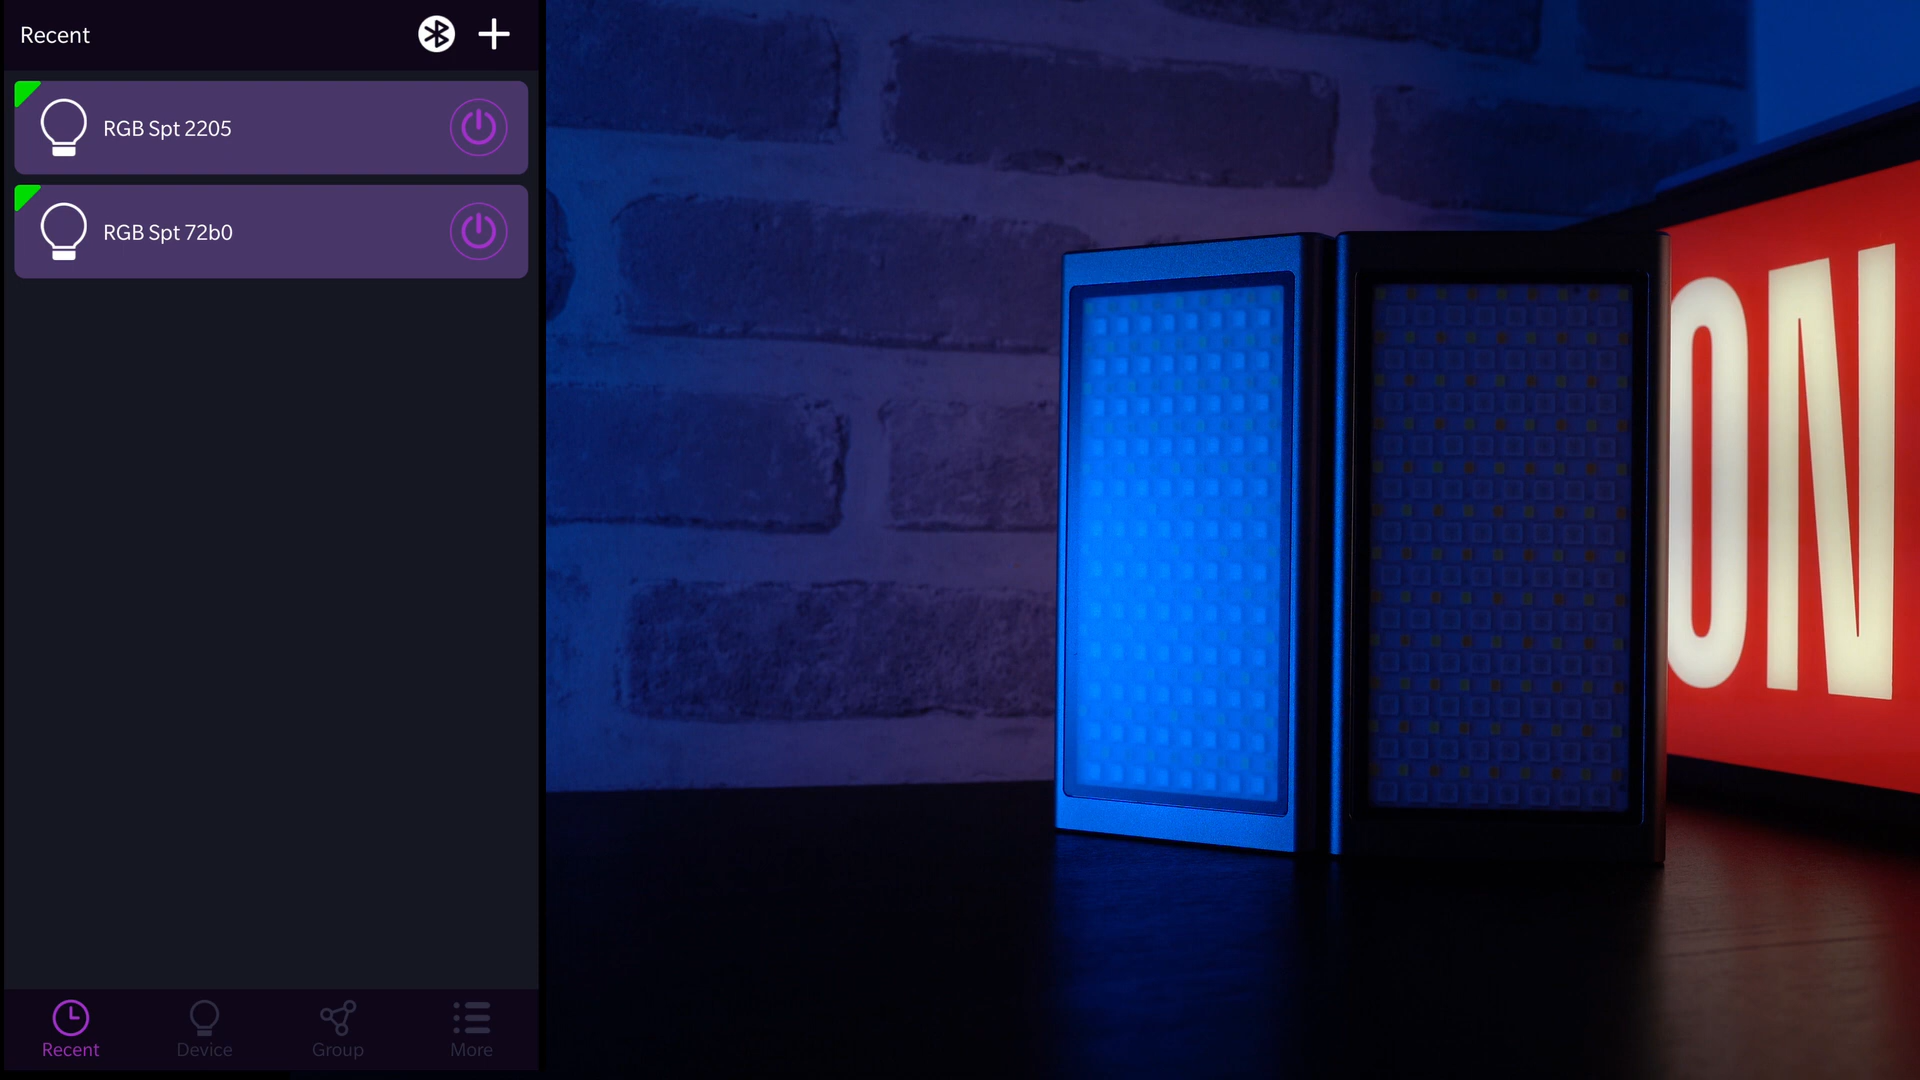 Recent
RGB Spt 2205
RGB Spt 72b0
Recent
Device
Group
More
ON